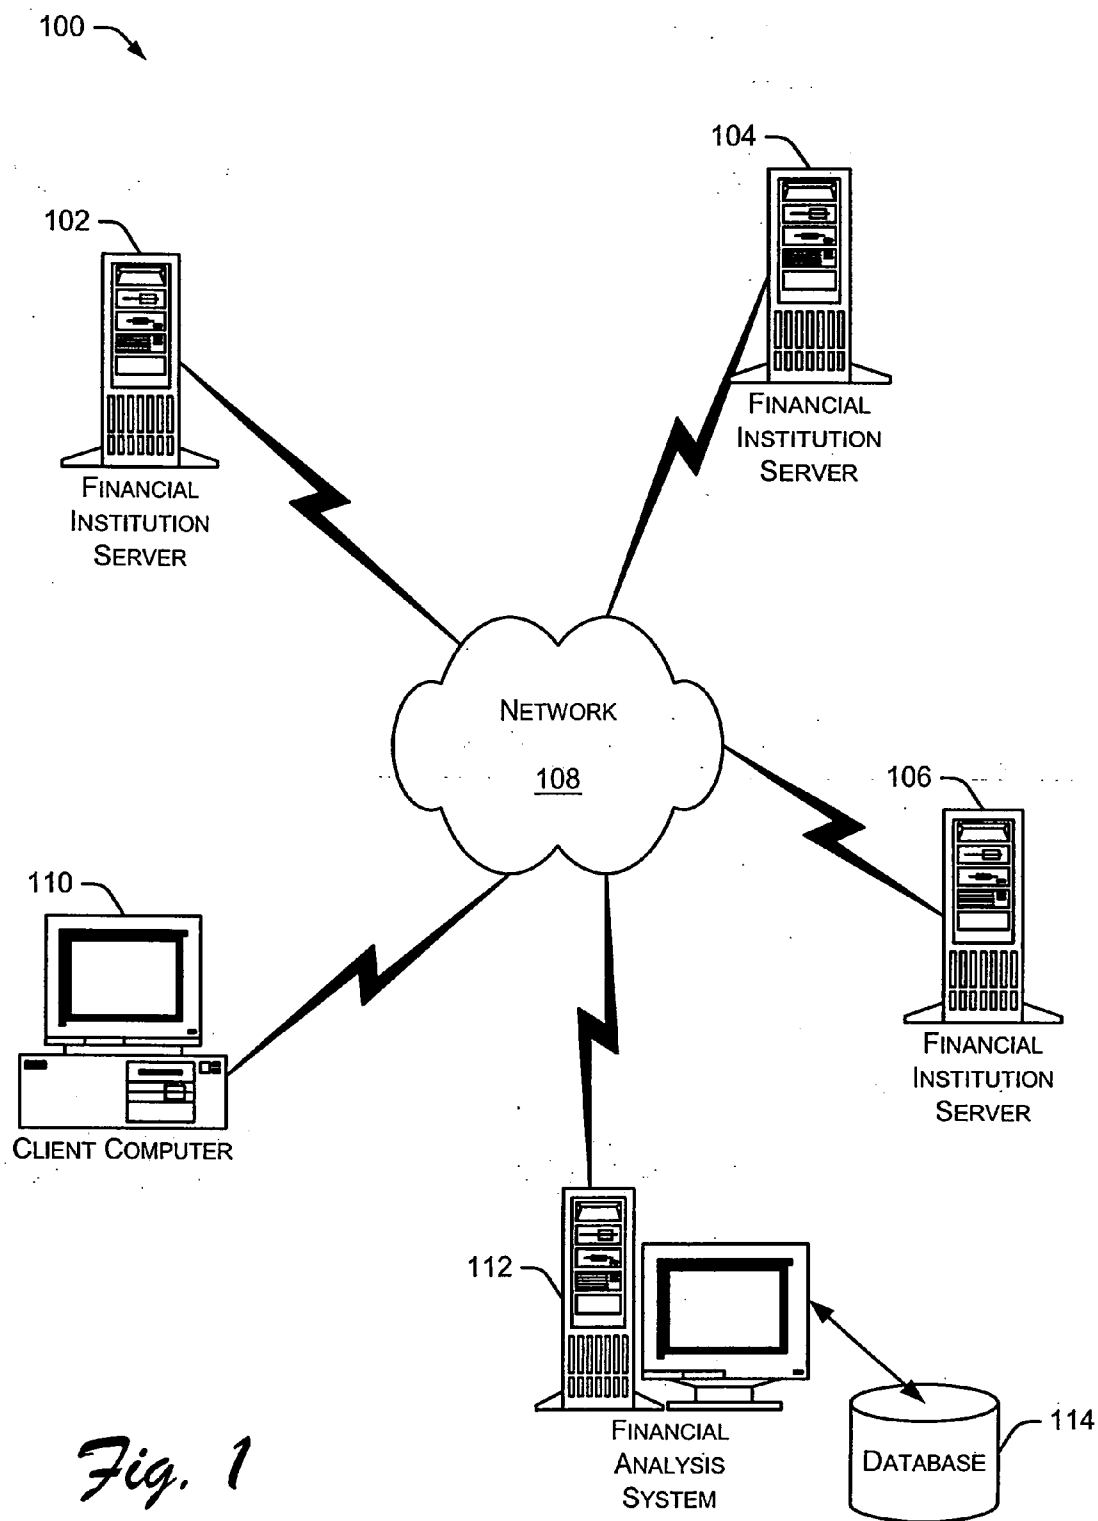 100
104
102
FINANCIAL
INSTITUTION
SERVER
FINANCIAL
INSTITUTION
SERVER
NETWORK
108
106
110
FINANCIAL
INSTITUTION
SERVER
CLIENT COMPUTER
112
114
DATABASE
FINANCIAL
ANALYSIS
SYSTEM
Fig. 1